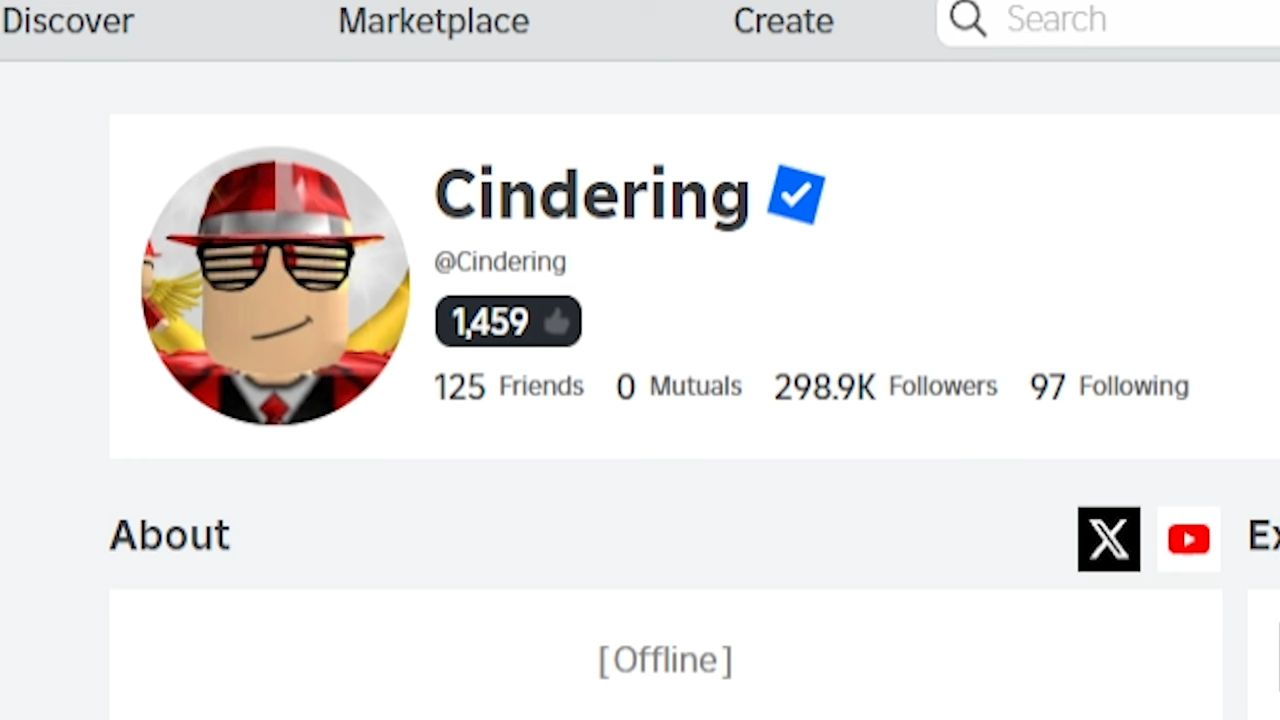 Discover Marketplace Create Search
Cindering
@Cindering
1,459
125 Friends 0 Mutuals 298.9K Followers 97 Following
About X Ex
[Offline]